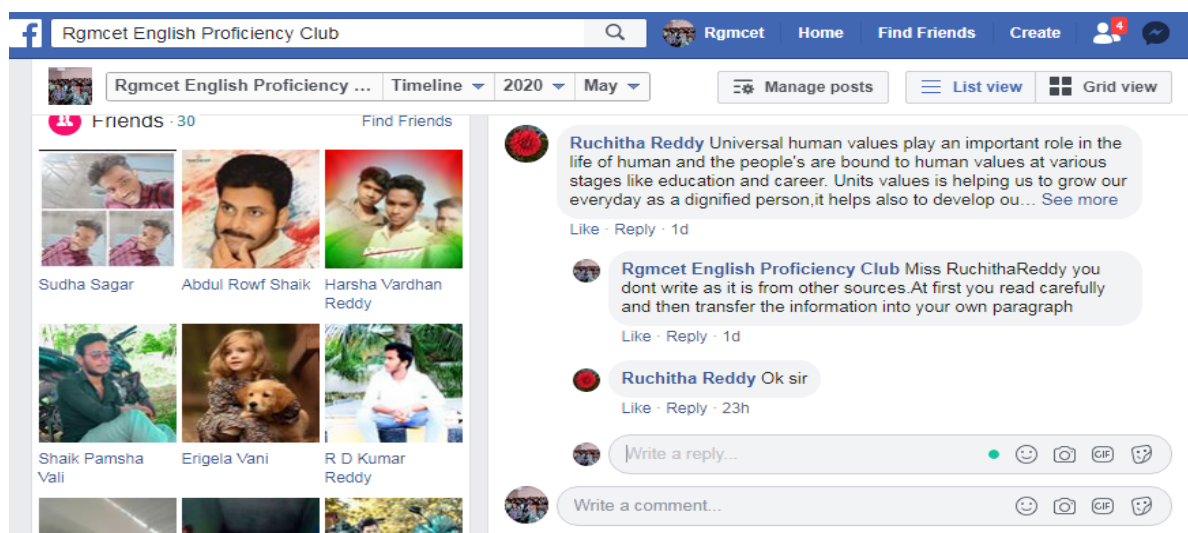 f
Rgmcet English Proficiency Club
Rgmcet
Home
Find Friends
Create
4
Rgmcet English Proficiency ...
Timeline
2020
May
Manage posts
List view
Grid view
Friends · 30
Find Friends
Sudha Sagar
Abdul Rowf Shaik
Harsha Vardhan
Reddy
Shaik Pamsha
Vali
Erigela Vani
R D Kumar
Reddy
Ruchitha Reddy Universal human values play an important role in the
life of human and the people's are bound to human values at various
stages like education and career. Units values is helping us to grow our
everyday as a dignified person,it helps also to develop ou... See more
Like · Reply · 1d
Rgmcet English Proficiency Club Miss RuchithaReddy you
dont write as it is from other sources.At first you read carefully
and then transfer the information into your own paragraph
Like · Reply · 1d
Ruchitha Reddy Ok sir
Like · Reply · 23h
Write a reply...
GIF
Write a comment...
GIF